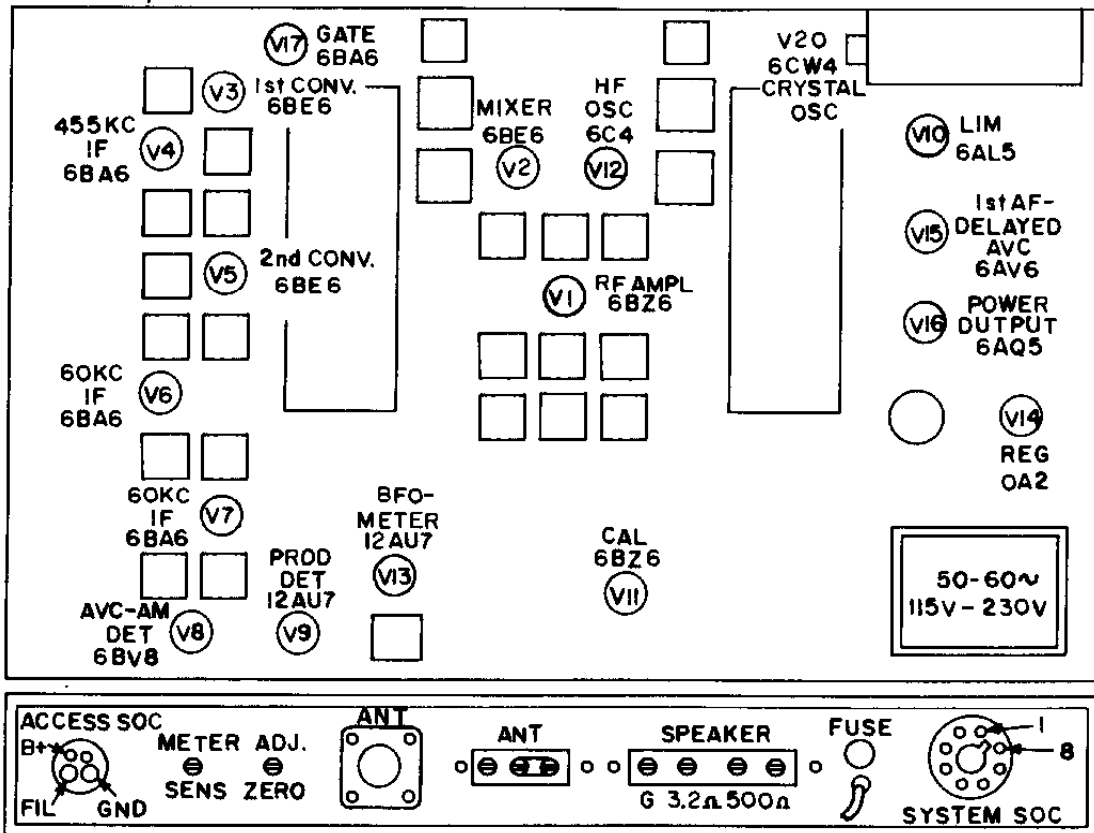 V17 GATE
6BA6
V3 1st CONV.
6BE6
455KC
IF
6BA6
V4
V5 2nd CONV.
6BE6
60KC
IF
6BA6
V6
60KC
IF
6BA6
V7
AVC-AM
DET
6BV8
V8
PROD
DET
12AU7
V9
BFO-
METER
12AU7
V13
MIXER
6BE6
V2
HF
OSC
6C4
V12
V1 RF AMPL
6BZ6
CAL
6BZ6
V11
V20
6CW4
CRYSTAL
OSC
V10 LIM
6AL5
V15 1st AF-
DELAYED
AVC
6AV6
V16 POWER
DUTPUT
6AQ5
V14
REG
OA2
50-60~
115V-230V
ACCESS SOC
B+
FIL GND
METER ADJ.
SENS ZERO
ANT
ANT
SPEAKER
G 3.2Ω 500Ω
FUSE
1
8
SYSTEM SOC